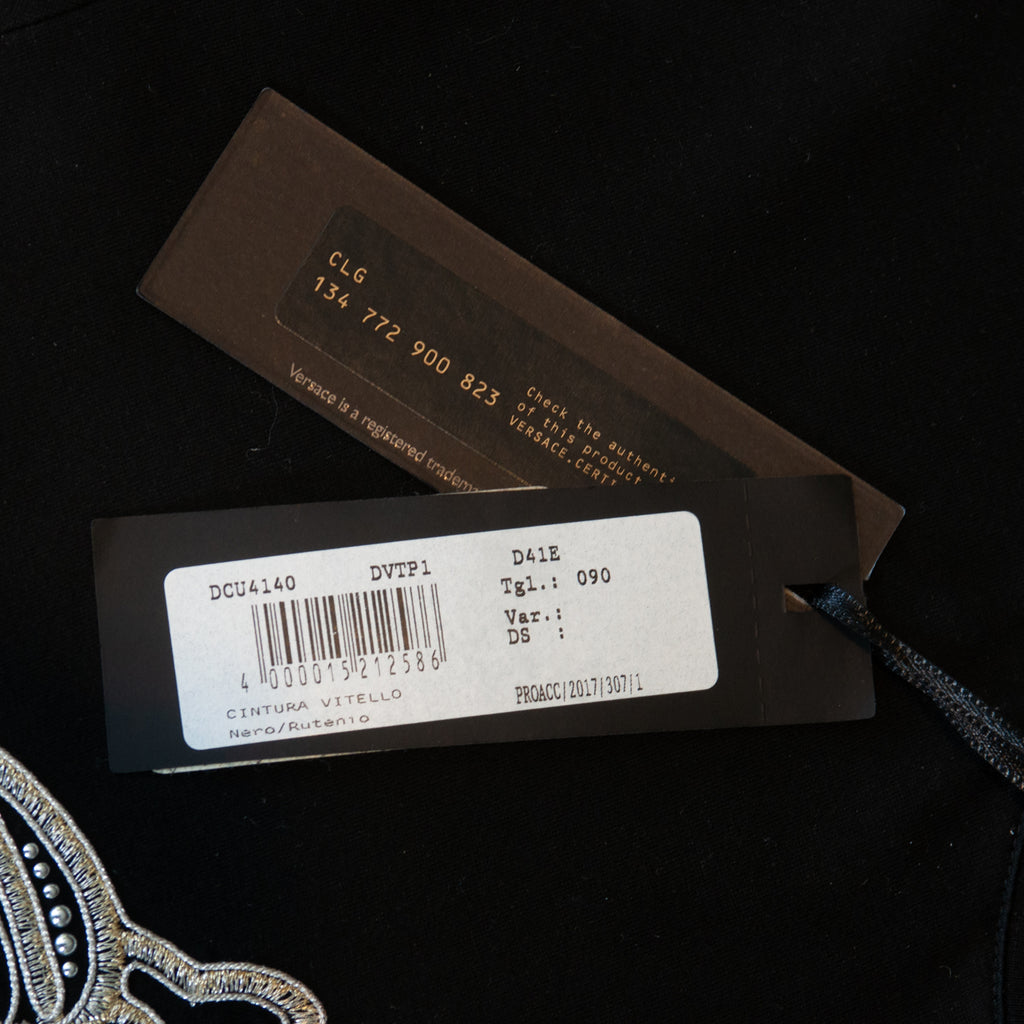 CLG
134 772 900 823
Check the authenti
of this product
VERSACE.CERTI
Versace is a registered tradem
DCU4140 DVTP1
D41E
Tgl.: 090
Var.:
DS :
4 000015 212586
CINTURA VITELLO
Nero/Rutenio
PROACC/2017/307/1